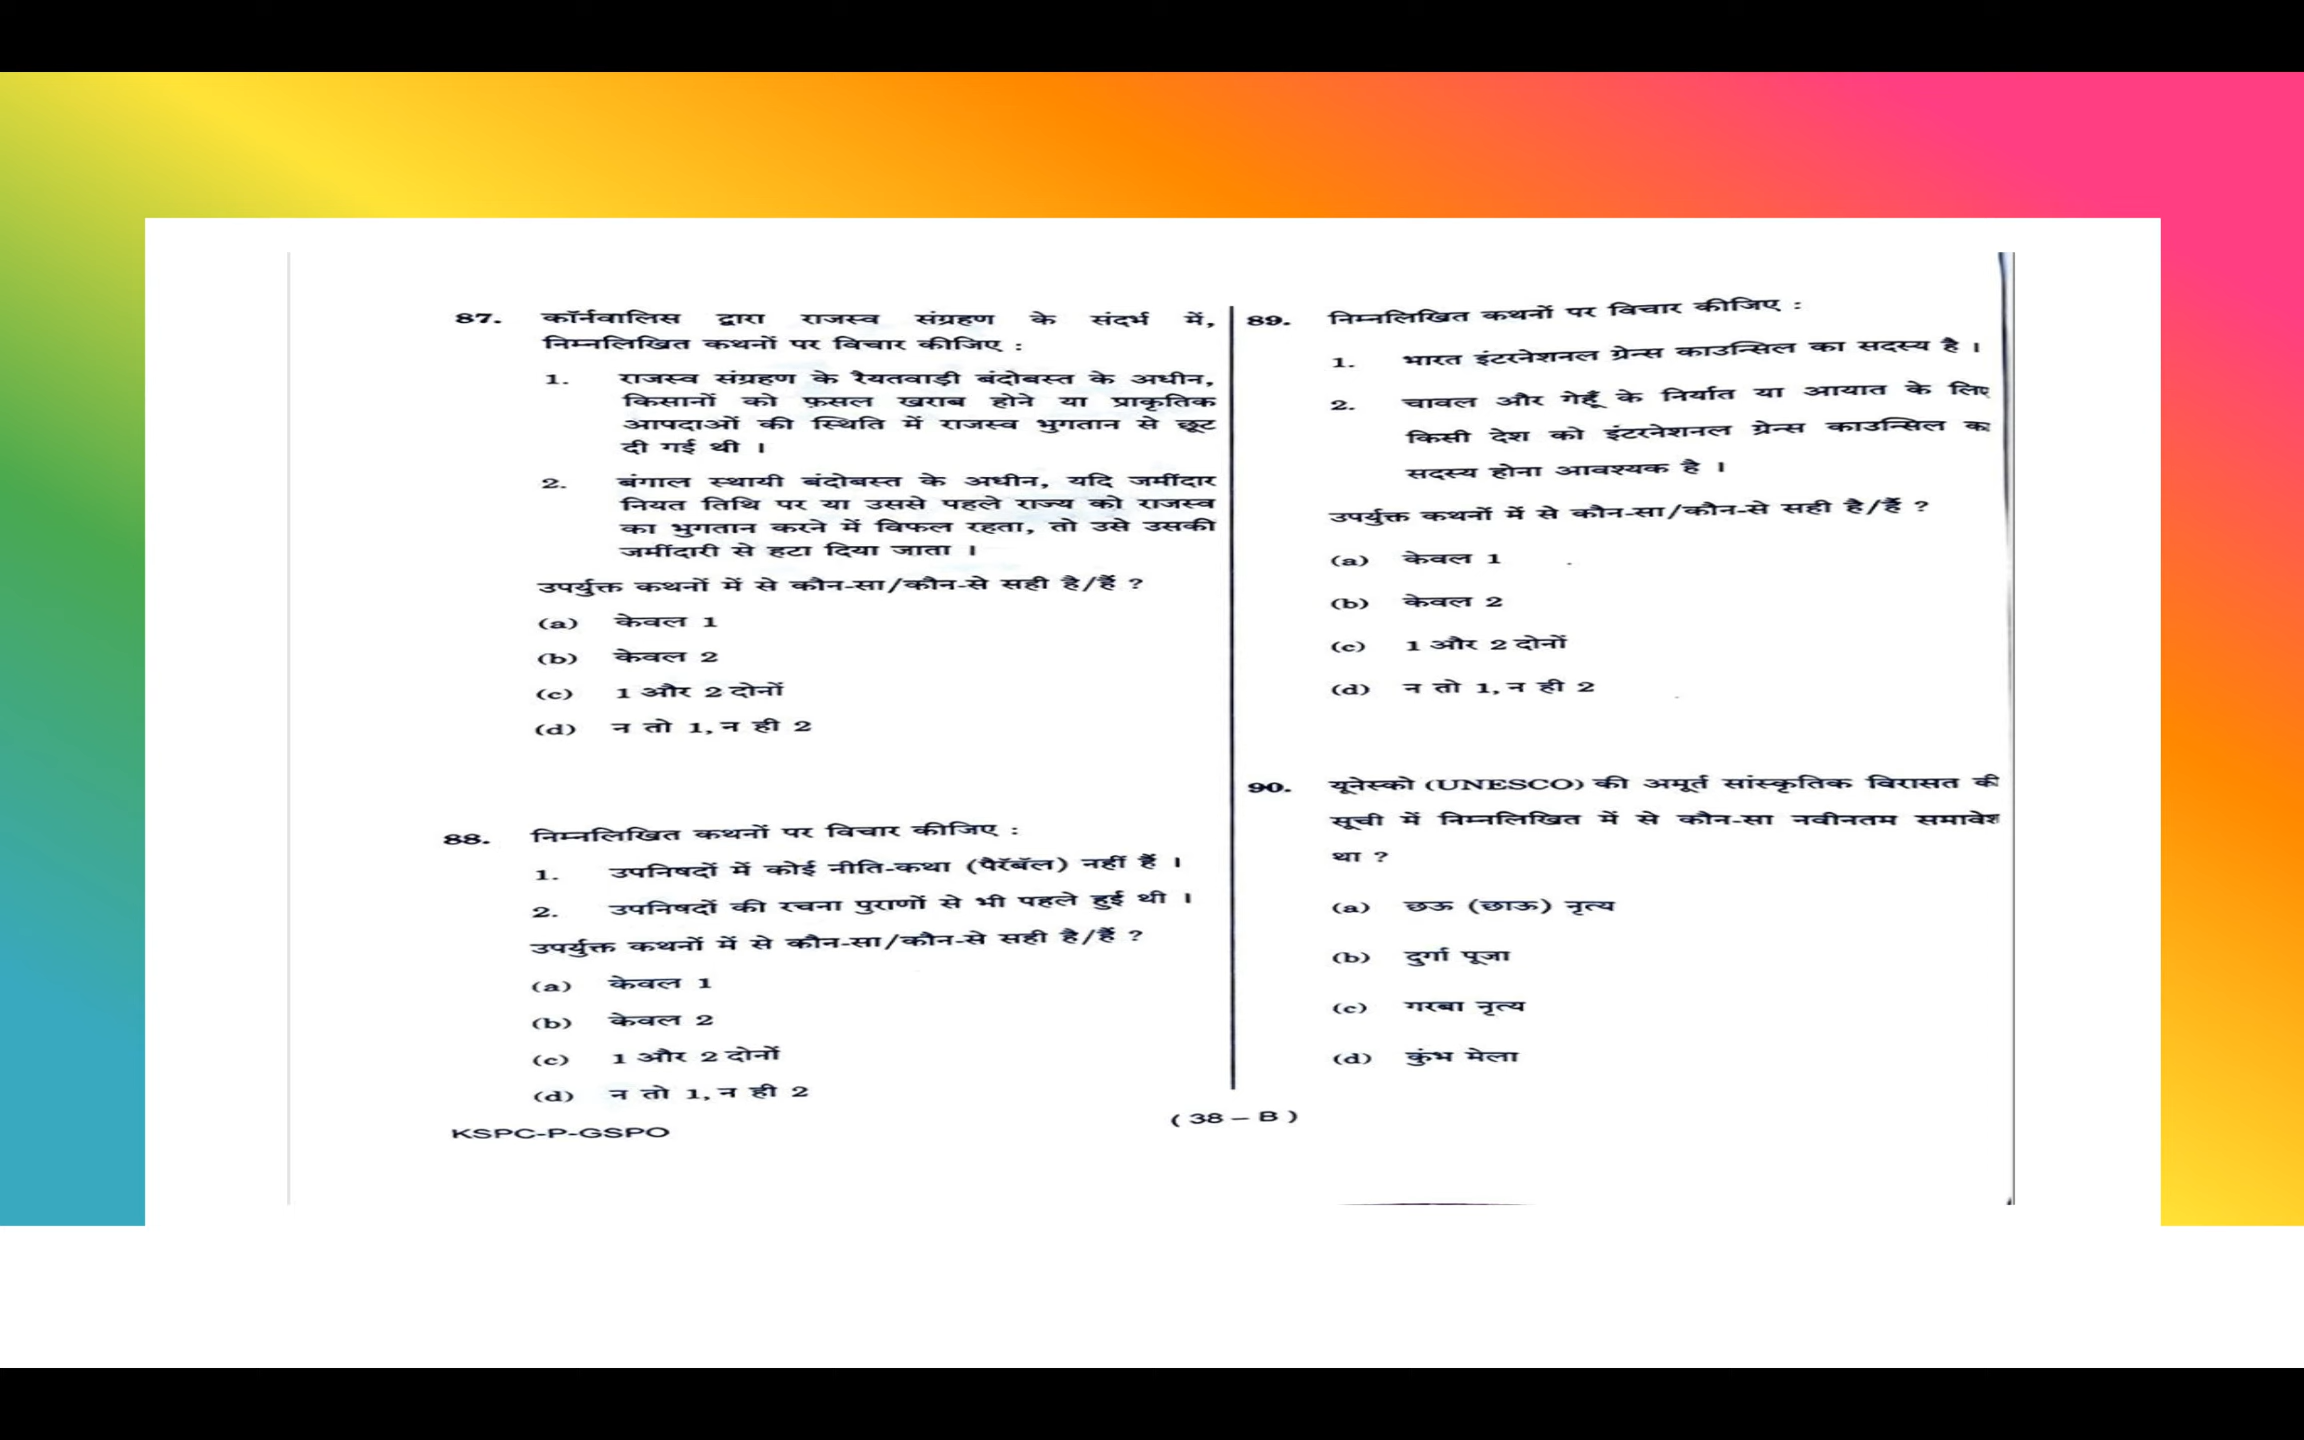 87. कॉर्नवालिस द्वारा राजस्व संग्रहण के संदर्भ में,
निम्नलिखित कथनों पर विचार कीजिए :
1. राजस्व संग्रहण के रैयतवाड़ी बंदोबस्त के अधीन,
किसानों को फ़सल खराब होने या प्राकृतिक
आपदाओं की स्थिति में राजस्व भुगतान से छूट
दी गई थी ।
2. बंगाल स्थायी बंदोबस्त के अधीन, यदि जमींदार
नियत तिथि पर या उससे पहले राज्य को राजस्व
का भुगतान करने में विफल रहता, तो उसे उसकी
जमींदारी से हटा दिया जाता ।
उपर्युक्त कथनों में से कौन-सा/कौन-से सही है/हैं ?
(a) केवल 1
(b) केवल 2
(c) 1 और 2 दोनों
(d) न तो 1, न ही 2
88. निम्नलिखित कथनों पर विचार कीजिए :
1. उपनिषदों में कोई नीति-कथा (पैरॅबॅल) नहीं हैं ।
2. उपनिषदों की रचना पुराणों से भी पहले हुई थी ।
उपर्युक्त कथनों में से कौन-सा/कौन-से सही है/हैं ?
(a) केवल 1
(b) केवल 2
(c) 1 और 2 दोनों
(d) न तो 1, न ही 2
KSPC-P-GSPO
89. निम्नलिखित कथनों पर विचार कीजिए :
1. भारत इंटरनेशनल ग्रेन्स काउन्सिल का सदस्य है ।
2. चावल और गेहूँ के निर्यात या आयात के लिए
किसी देश को इंटरनेशनल ग्रेन्स काउन्सिल का
सदस्य होना आवश्यक है ।
उपर्युक्त कथनों में से कौन-सा/कौन-से सही है/हैं ?
(a) केवल 1
(b) केवल 2
(c) 1 और 2 दोनों
(d) न तो 1, न ही 2
90. यूनेस्को (UNESCO) की अमूर्त सांस्कृतिक विरासत की
सूची में निम्नलिखित में से कौन-सा नवीनतम समावेश
था ?
(a) छऊ (छाऊ) नृत्य
(b) दुर्गा पूजा
(c) गरबा नृत्य
(d) कुंभ मेला
( 38 – B )